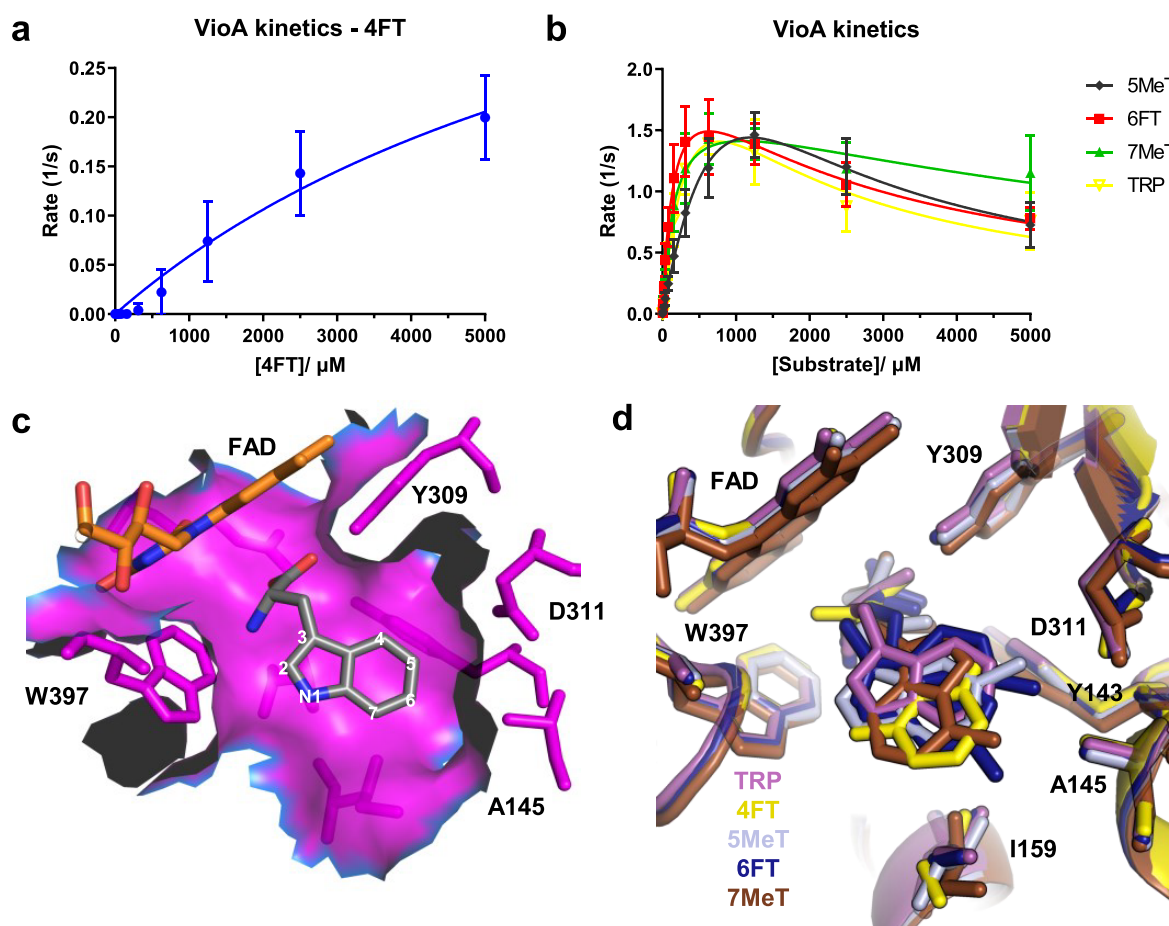 a
VioA kinetics - 4FT
Rate (1/s)
0.25
0.20
0.15
0.10
0.05
0.00
0 1000 2000 3000 4000 5000
[4FT]/ µM
b
VioA kinetics
Rate (1/s)
2.0
1.5
1.0
0.5
0.0
0 1000 2000 3000 4000 5000
[Substrate]/ µM
5MeT
6FT
7MeT
TRP
c
FAD
Y309
D311
W397
A145
3
4
2
5
N1
6
7
d
FAD
Y309
W397
D311
Y143
A145
I159
TRP
4FT
5MeT
6FT
7MeT